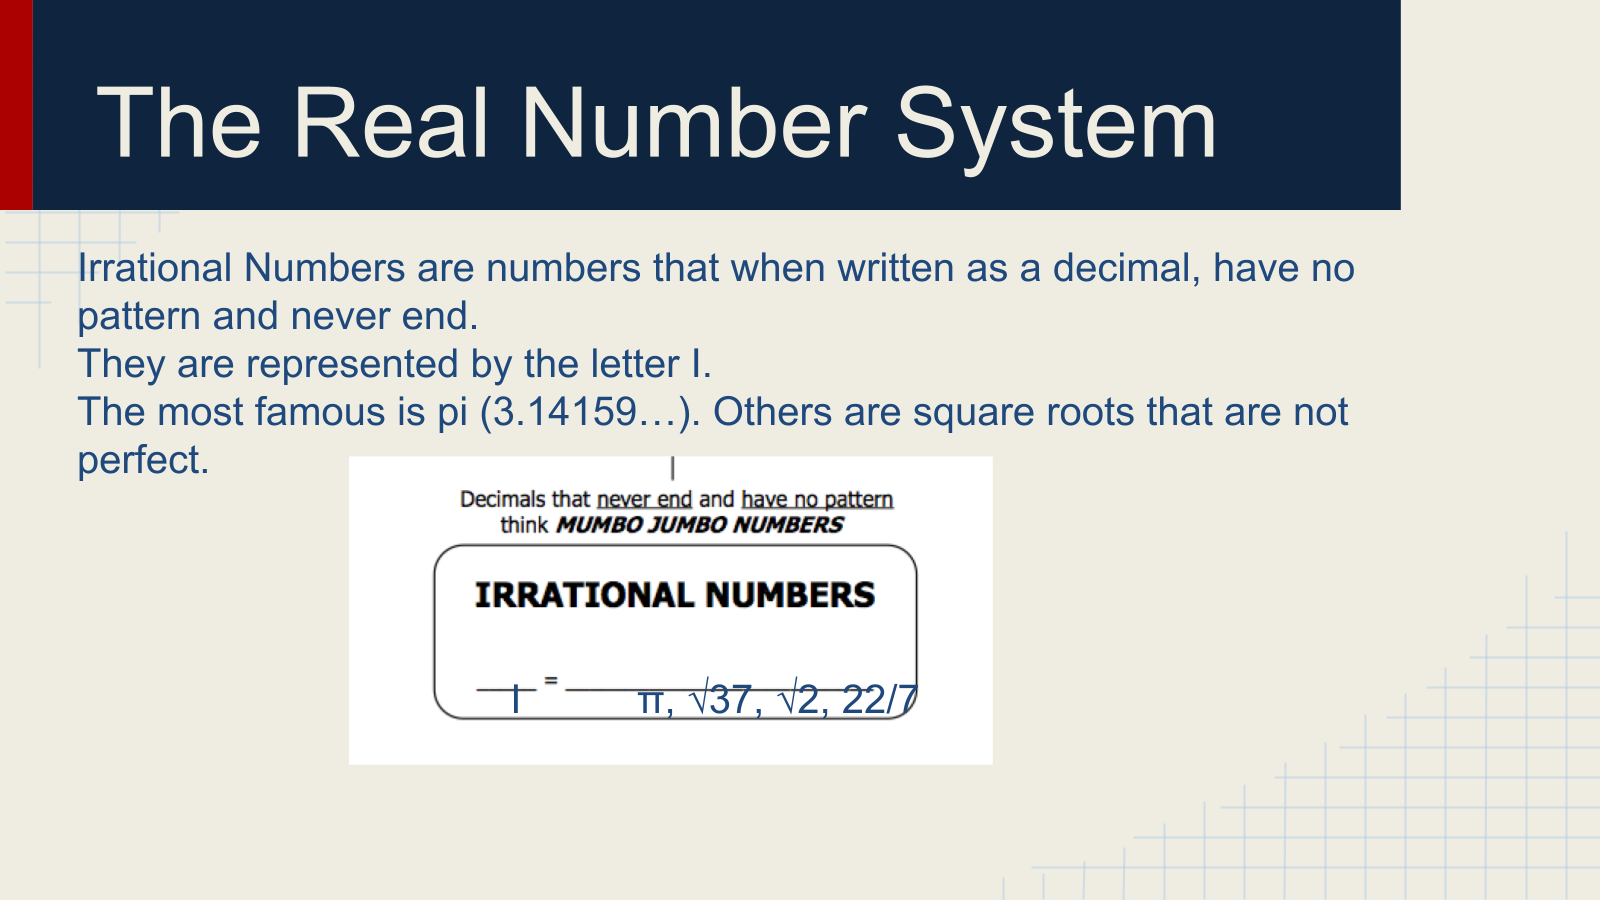 The Real Number System
Irrational Numbers are numbers that when written as a decimal, have no
pattern and never end.
They are represented by the letter I.
The most famous is pi (3.14159…). Others are square roots that are not
perfect.
Decimals that never end and have no pattern
think MUMBO JUMBO NUMBERS
IRRATIONAL NUMBERS
____ = ____________________
I π, √37, √2, 22/7